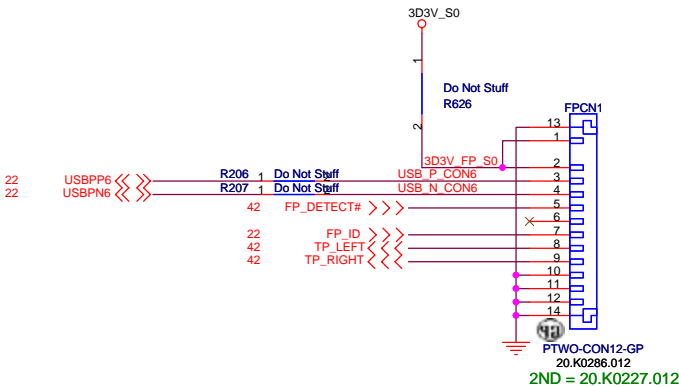 3D3V_S0
1
Do Not Stuff
R626
2
FPCN1
13
1
3D3V_FP_S0
2
22 USBPP6 R206 1 Do Not Stuff 2 USB_P_CON6 3
22 USBPN6 R207 1 Do Not Stuff 2 USB_N_CON6 4
42 FP_DETECT# 5
6
22 FP_ID 7
42 TP_LEFT 8
42 TP_RIGHT 9
10
11
12
14
PTWO-CON12-GP
20.K0286.012
2ND = 20.K0227.012